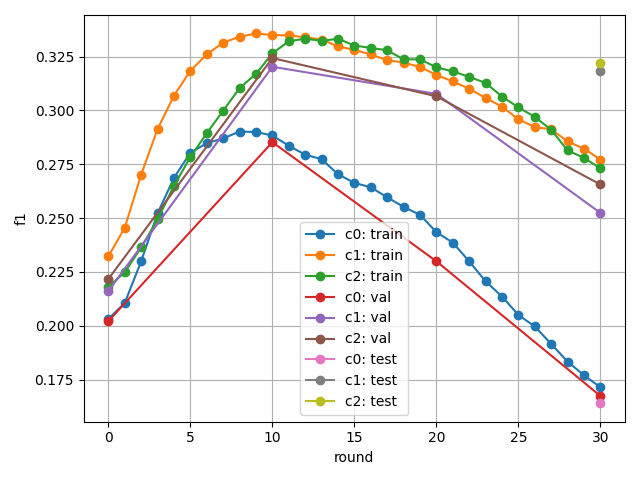 0.325
0.300
0.275
0.250
0.225
0.200
0.175
f1
c0: train
c1: train
c2: train
c0: val
c1: val
c2: val
c0: test
c1: test
c2: test
0 5 10 15 20 25 30
round